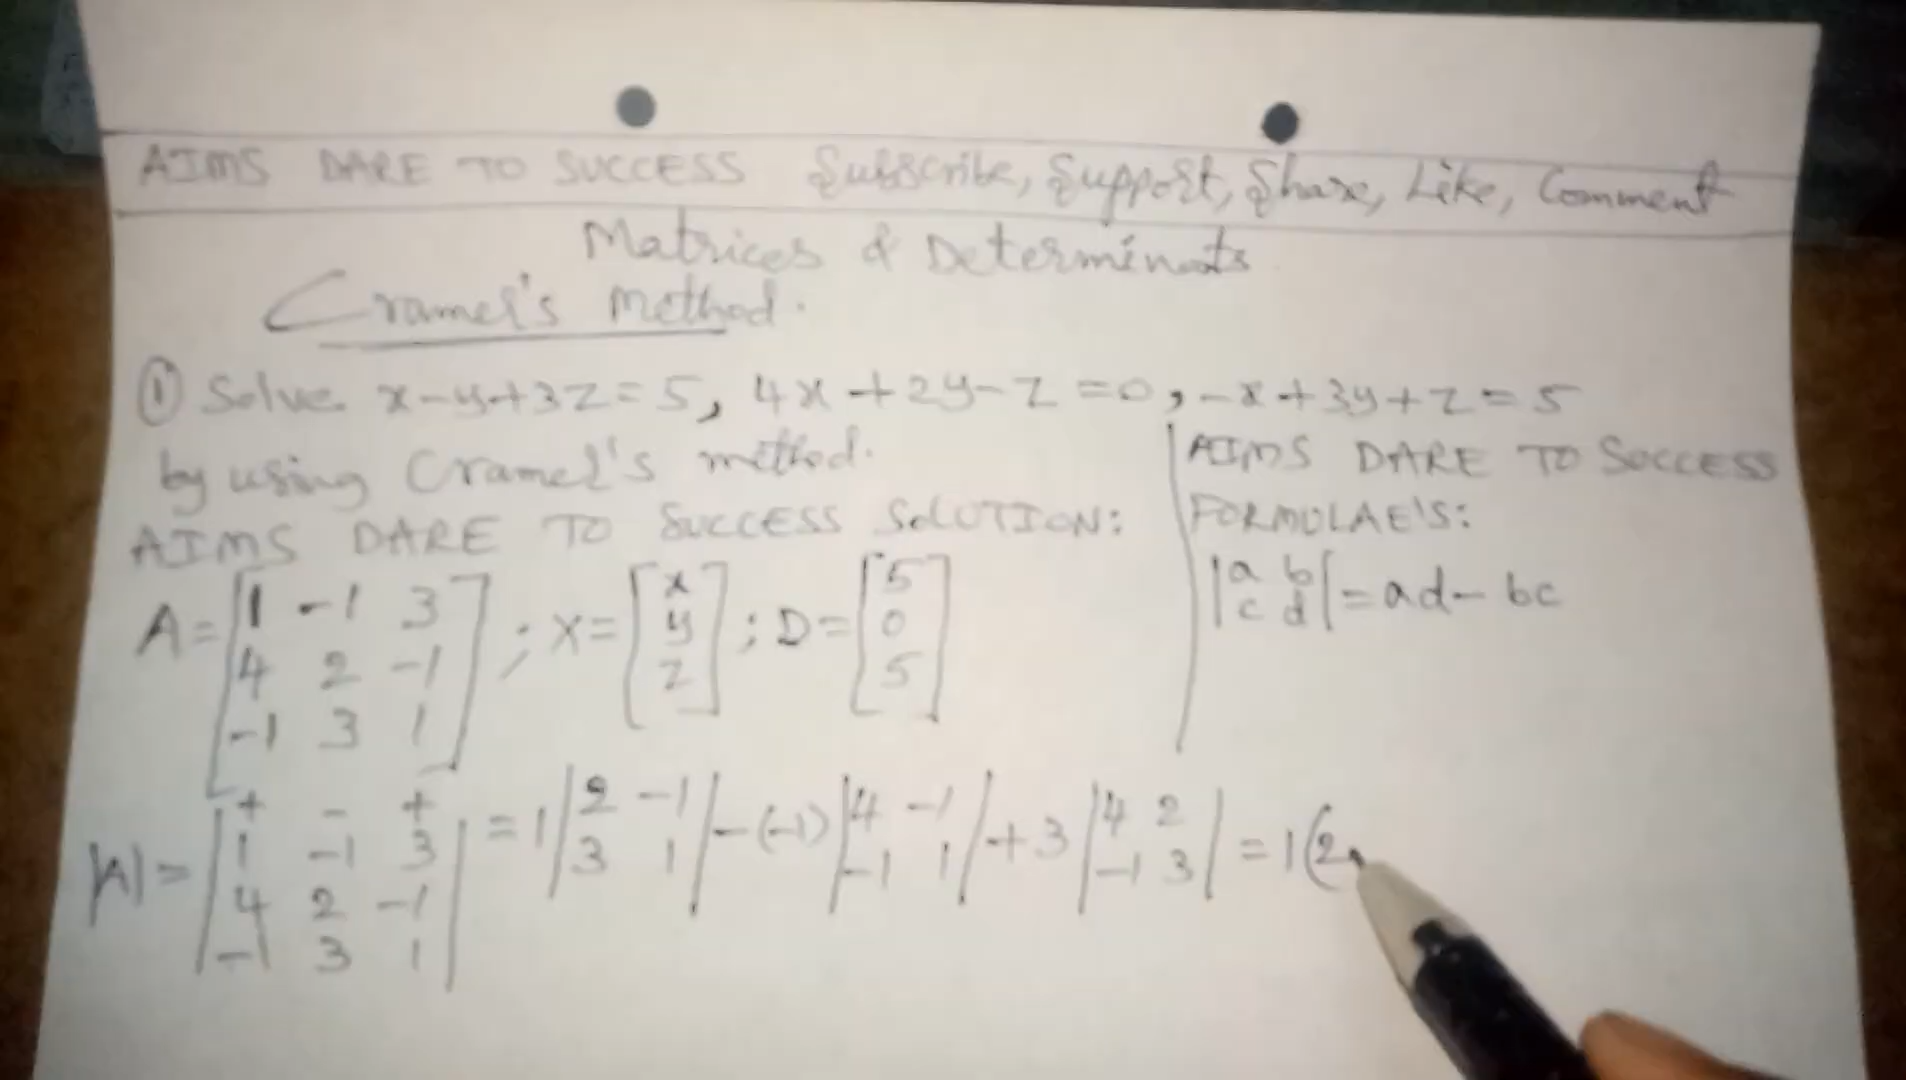 AIMS DARE TO SUCCESS Subscribe, Support, Share, Like, Comment
Matrices & Determinants
Cramer's Method.
① Solve x-y+3z=5, 4x+2y-z=0, -x+3y+z=5
by using Cramer's method.
AIMS DARE TO SUCCESS SOLUTION:
AIMS DARE TO SUCCESS
FORMULAE'S:
|a b|
|c d| = ad - bc
A = [1 -1 3] ; X = [x] ; D = [5]
[4 2 -1] [y] [0]
[-1 3 1] [z] [5]
+ - +
|A| = |1 -1 3| = 1|2 -1| -(-1)|4 -1| +3|4 2| = 1(2
|4 2 -1| |3 1| |-1 1| |-1 3|
|-1 3 1|